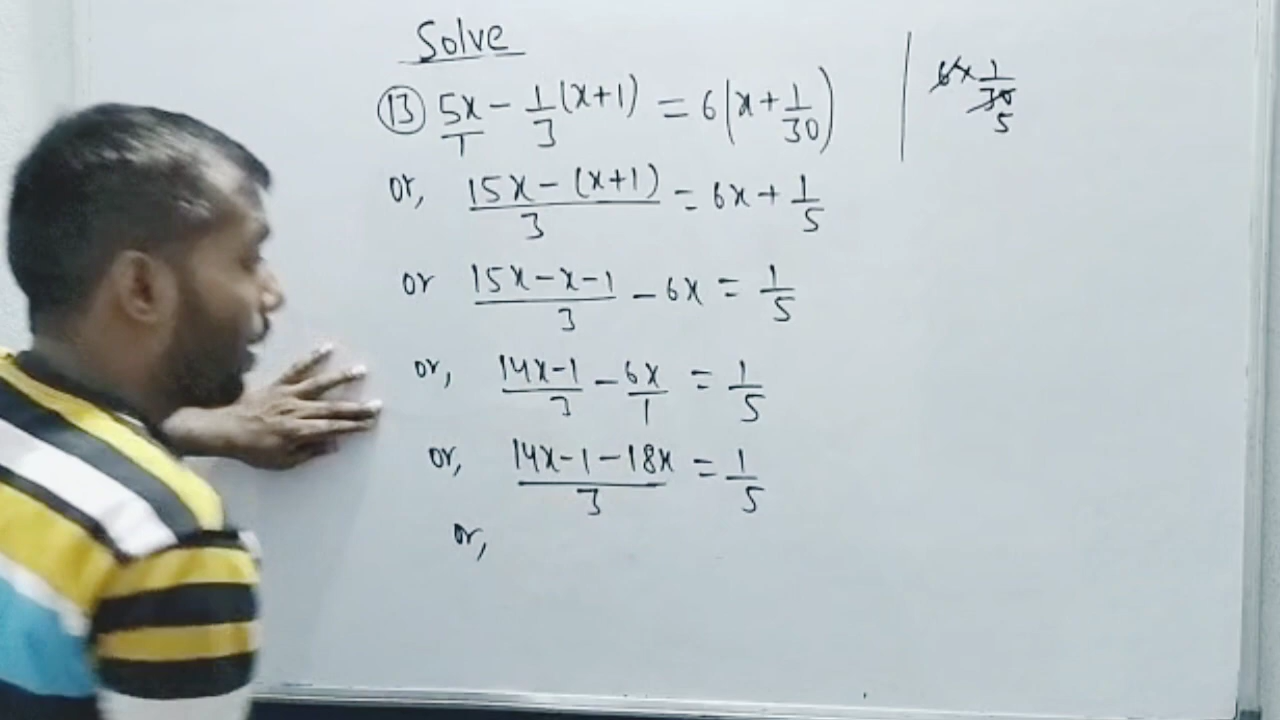 Solve
(13) 5x/1 - 1/3 (x+1) = 6(x + 1/30)
6 × 1/30 5
or, 15x - (x+1) / 3 = 6x + 1/5
or 15x - x - 1 / 3 - 6x = 1/5
or, 14x - 1 / 3 - 6x/1 = 1/5
or, 14x - 1 - 18x / 3 = 1/5
or,